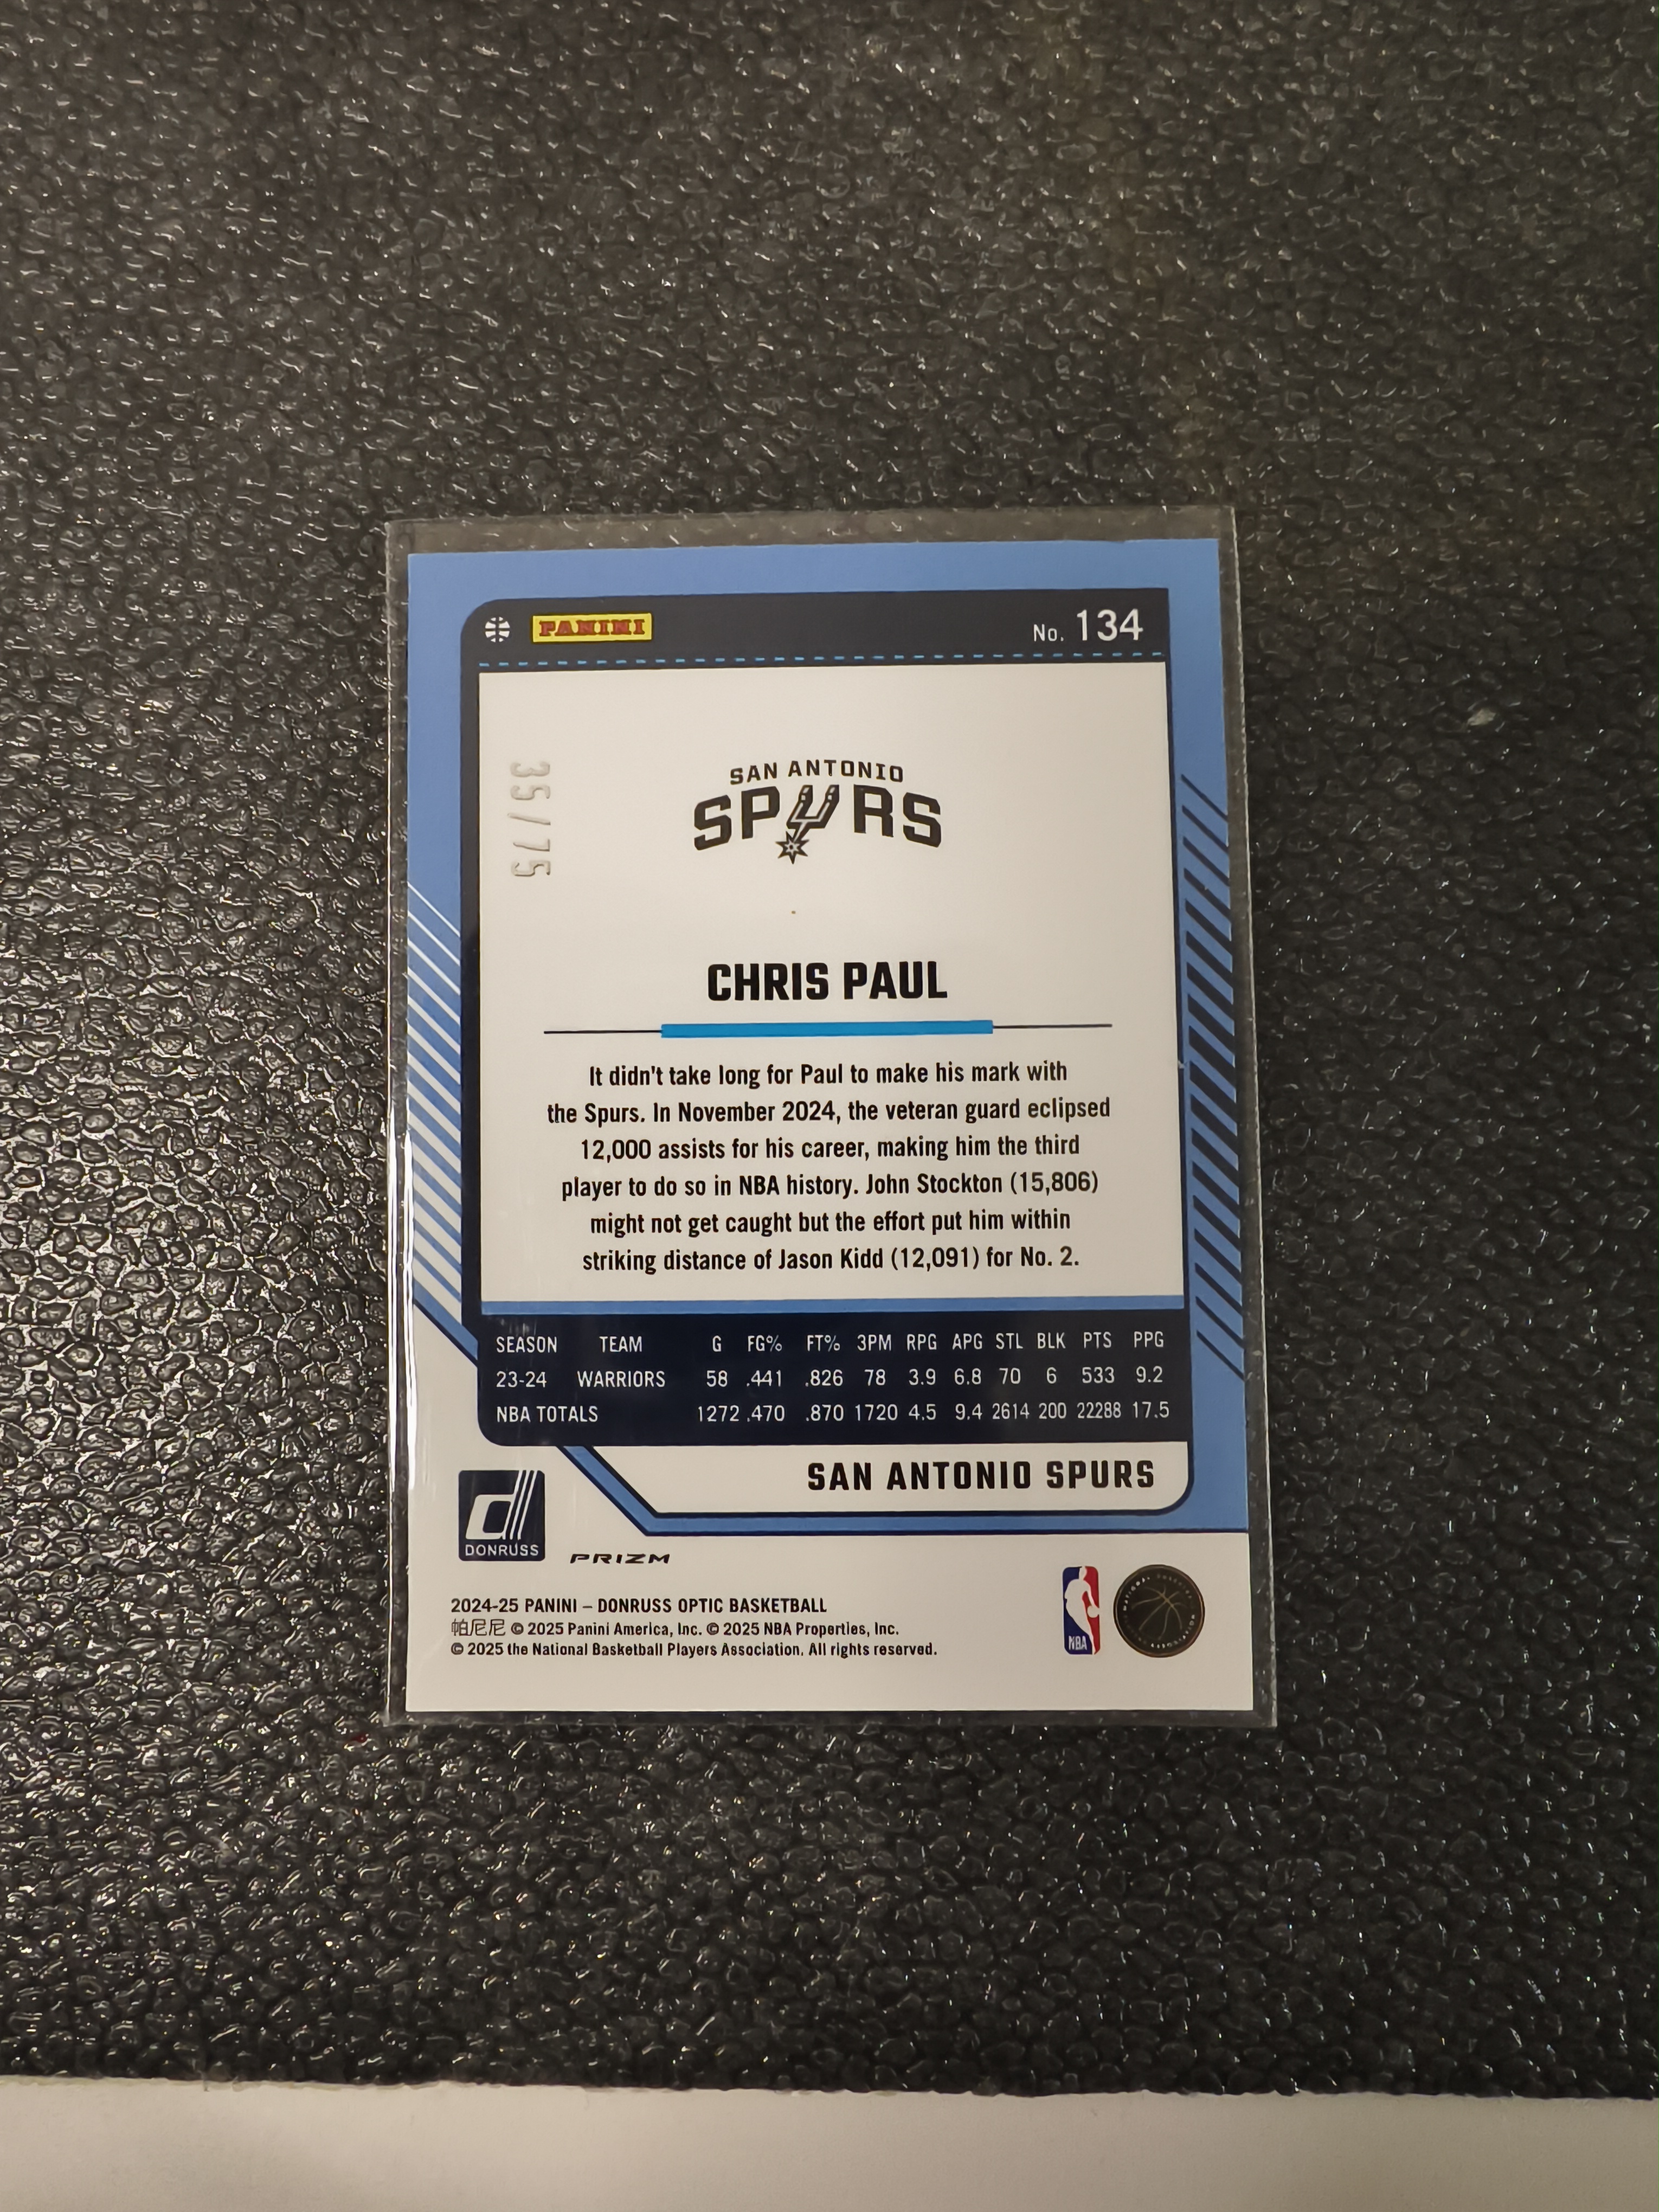 PANINI
No. 134
35/75
SAN ANTONIO
SPURS
CHRIS PAUL
It didn't take long for Paul to make his mark with
the Spurs. In November 2024, the veteran guard eclipsed
12,000 assists for his career, making him the third
player to do so in NBA history. John Stockton (15,806)
might not get caught but the effort put him within
striking distance of Jason Kidd (12,091) for No. 2.
SEASON TEAM G FG% FT% 3PM RPG APG STL BLK PTS PPG
23-24 WARRIORS 58 .441 .826 78 3.9 6.8 70 6 533 9.2
NBA TOTALS 1272 .470 .870 1720 4.5 9.4 2614 200 22288 17.5
SAN ANTONIO SPURS
d
DONRUSS
PRIZM
2024-25 PANINI – DONRUSS OPTIC BASKETBALL
帕尼尼 © 2025 Panini America, Inc. © 2025 NBA Properties, Inc.
© 2025 the National Basketball Players Association. All rights reserved.
NBA